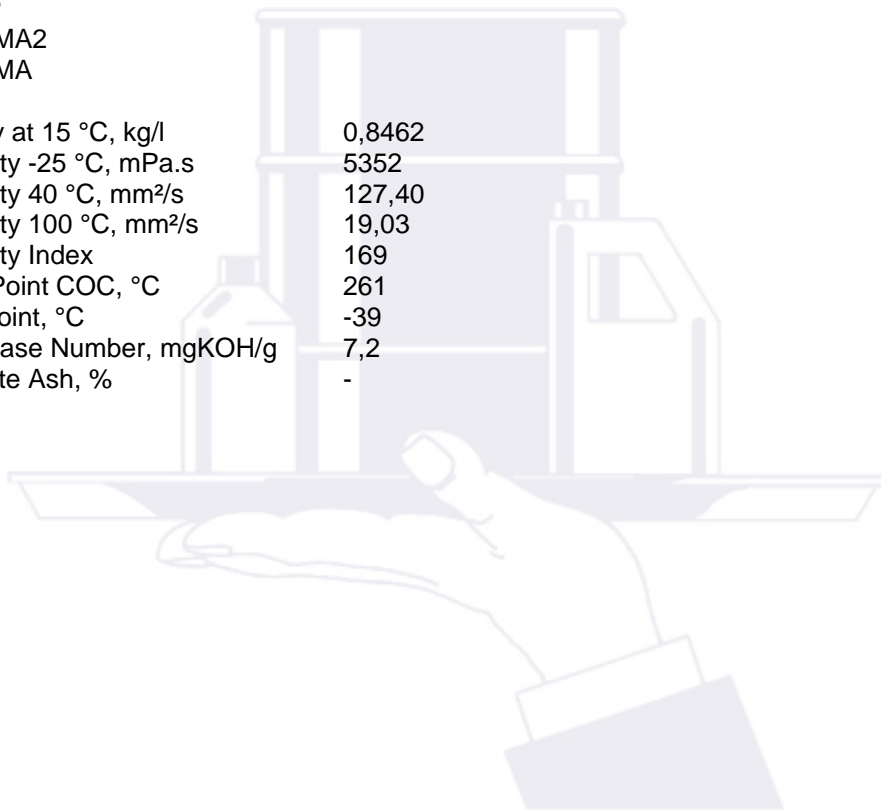 MA2
MA
y at 15 °C, kg/l 0,8462
ty -25 °C, mPa.s 5352
ty 40 °C, mm²/s 127,40
ty 100 °C, mm²/s 19,03
ty Index 169
Point COC, °C 261
oint, °C -39
ase Number, mgKOH/g 7,2
te Ash, % -